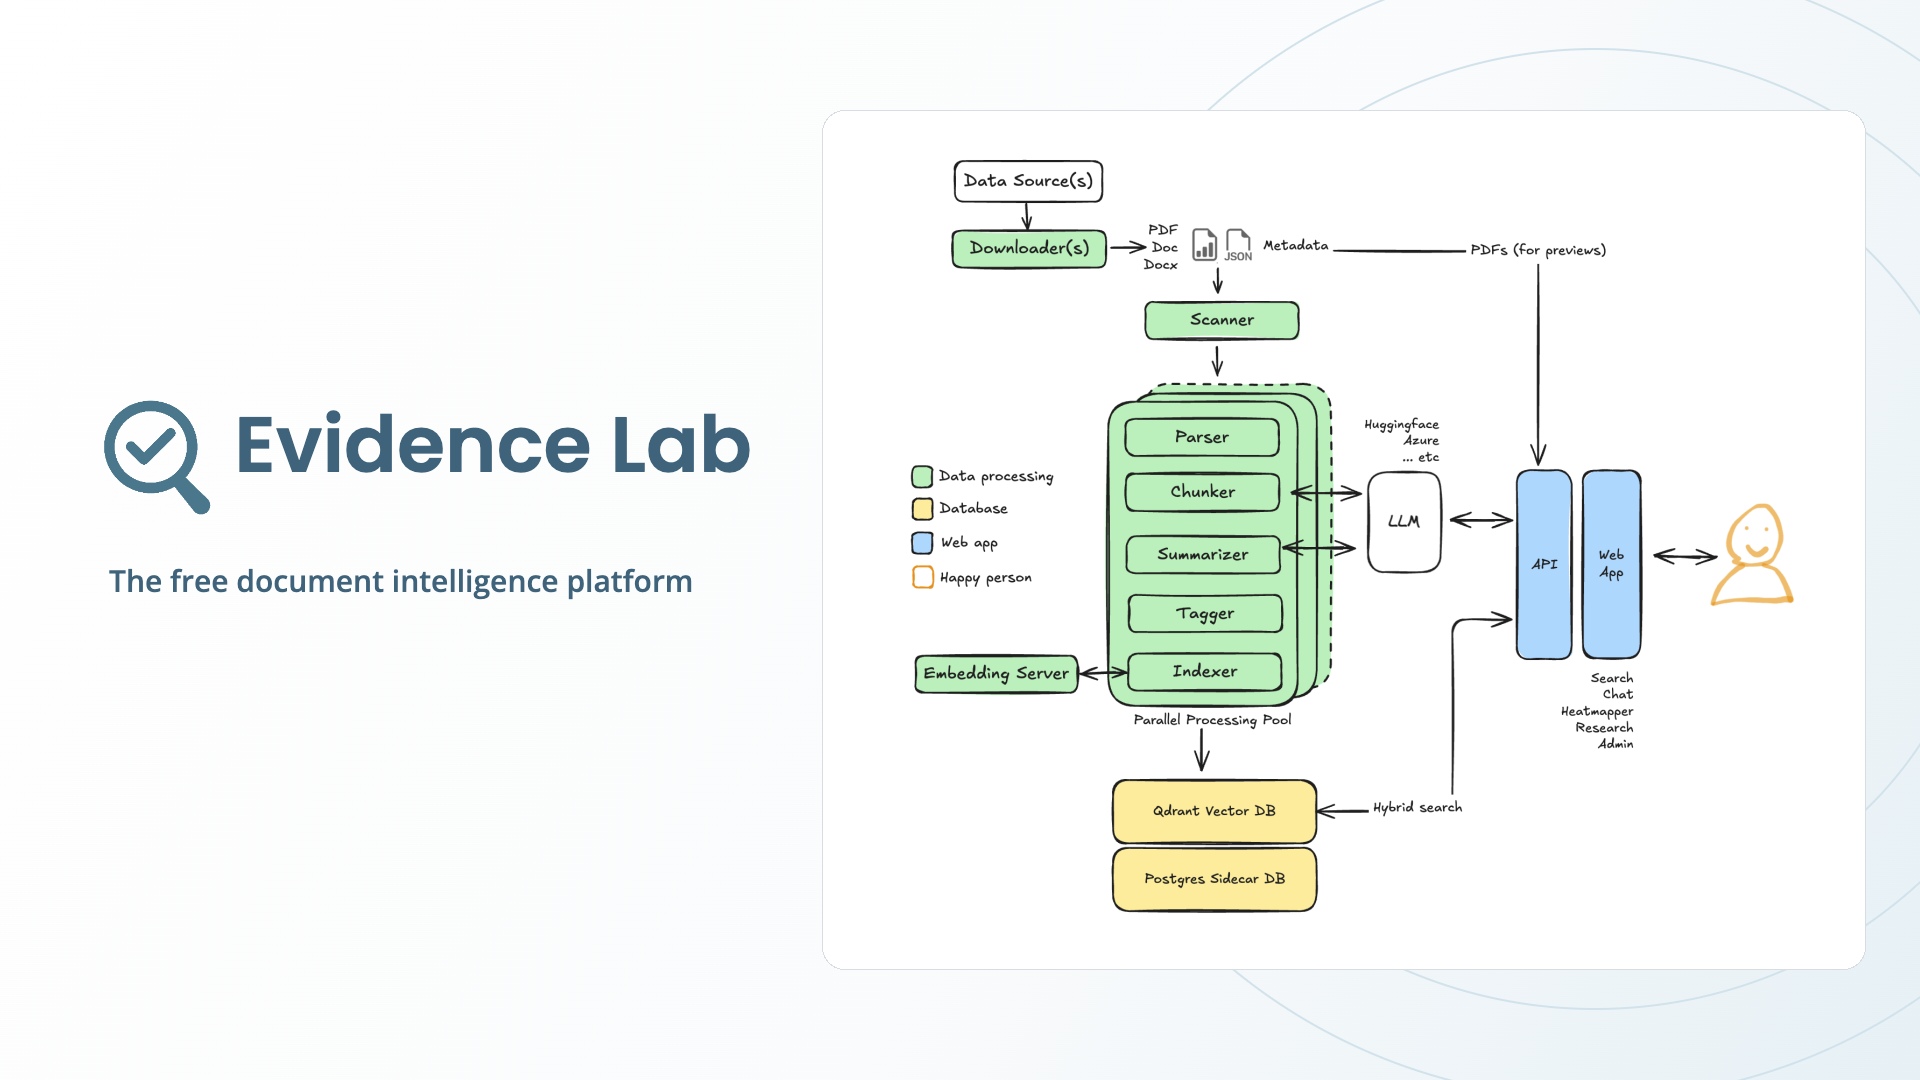 Evidence Lab
The free document intelligence platform
Data Source(s)
Downloader(s)
PDF
Doc
Docx
JSON
Metadata
PDFs (for previews)
Scanner
Parser
Chunker
Summarizer
Tagger
Indexer
Parallel Processing Pool
Huggingface
Azure
... etc
LLM
API
Web
App
Search
Chat
Heatmapper
Research
Admin
Data processing
Database
Web app
Happy person
Embedding Server
Qdrant Vector DB
Hybrid search
Postgres Sidecar DB